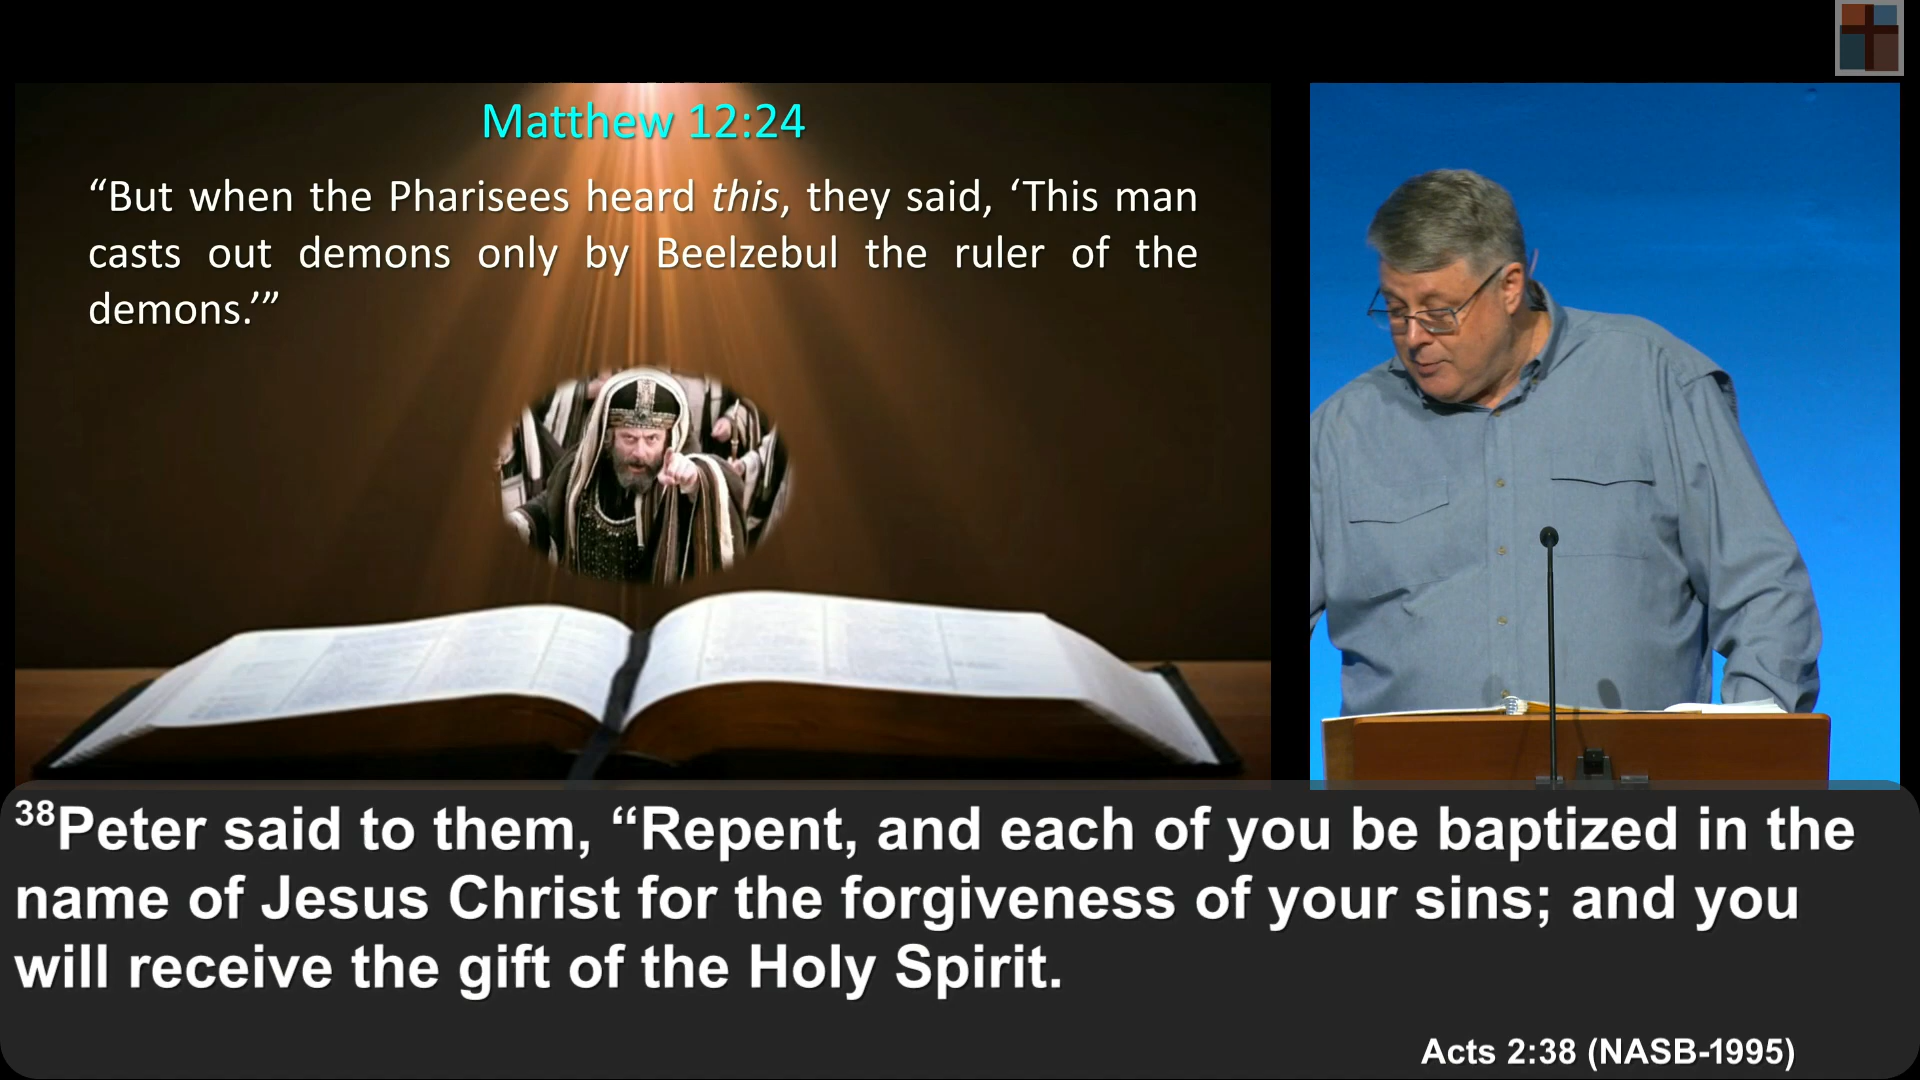 Matthew 12:24
“But when the Pharisees heard this, they said, ‘This man
casts out demons only by Beelzebul the ruler of the
demons.’”
38Peter said to them, “Repent, and each of you be baptized in the
name of Jesus Christ for the forgiveness of your sins; and you
will receive the gift of the Holy Spirit.
Acts 2:38 (NASB-1995)